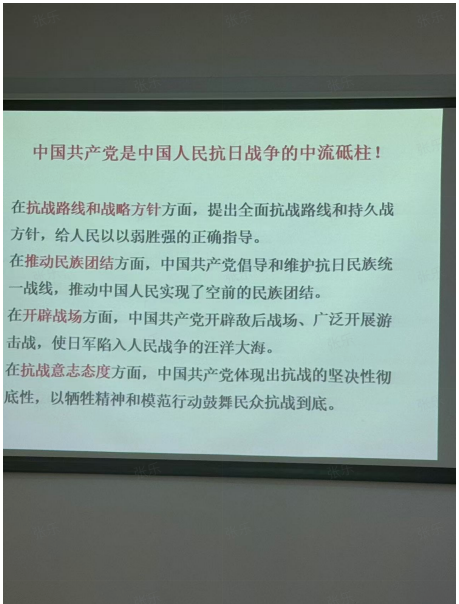 中国共产党是中国人民抗日战争的中流砥柱！
在抗战路线和战略方针方面，提出全面抗战路线和持久战
方针，给人民以以弱胜强的正确指导。
在推动民族团结方面，中国共产党倡导和维护抗日民族统
一战线，推动中国人民实现了空前的民族团结。
在开辟战场方面，中国共产党开辟敌后战场、广泛开展游
击战，使日军陷入人民战争的汪洋大海。
在抗战意志态度方面，中国共产党体现出抗战的坚决性彻
底性，以牺牲精神和模范行动鼓舞民众抗战到底。